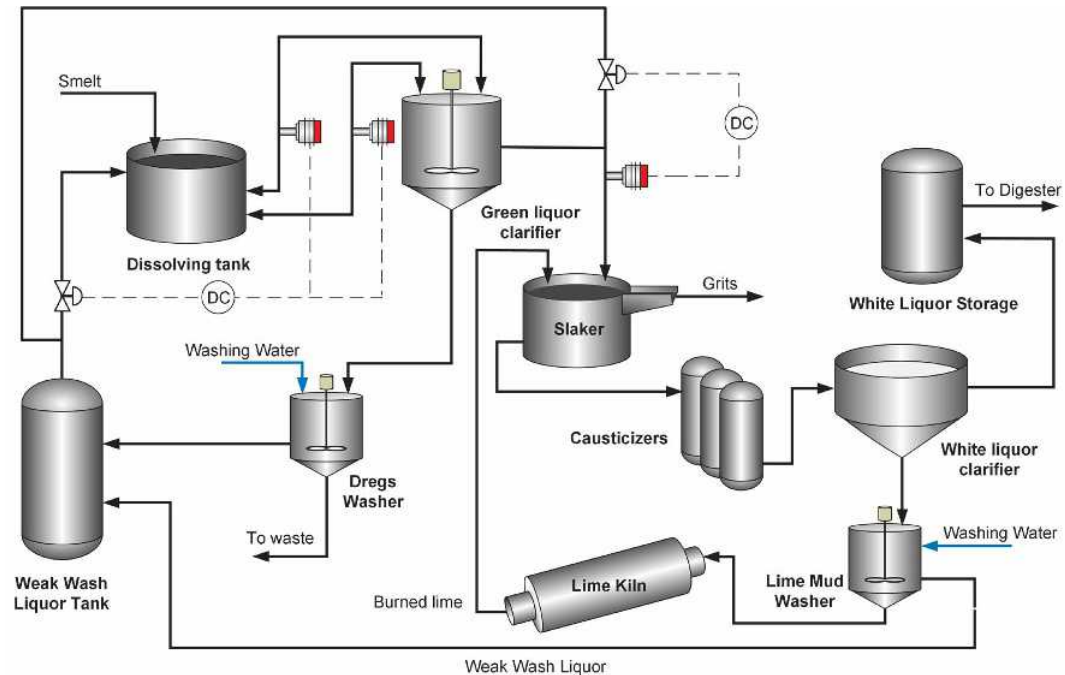 Smelt
DC
Green liquor
clarifier
To Digester
Dissolving tank
DC
Slaker
Grits
White Liquor Storage
Washing Water
Causticizers
White liquor
clarifier
Dregs
Washer
To waste
Washing Water
Weak Wash
Liquor Tank
Burned lime
Lime Kiln
Lime Mud
Washer
Weak Wash Liquor